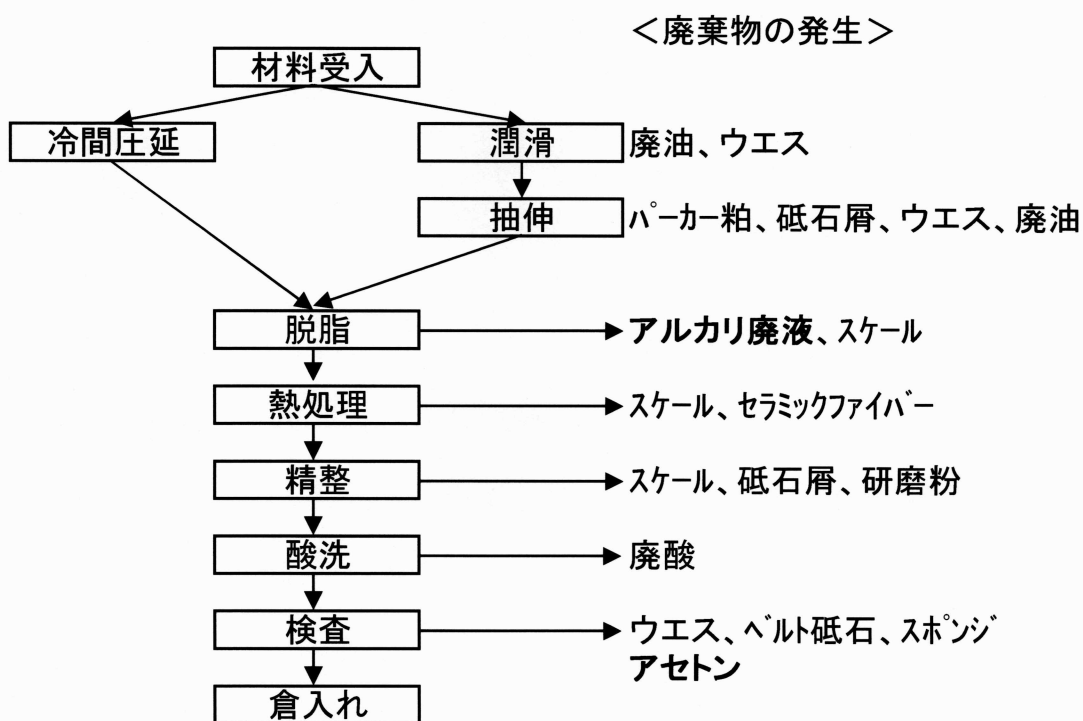 ＜廃棄物の発生＞
材料受入
冷間圧延
潤滑 廃油、ウエス
抽伸 ﾊﾟｰｶｰ粕、砥石屑、ウエス、廃油
脱脂 アルカリ廃液、ｽｹｰﾙ
熱処理 ｽｹｰﾙ、ｾﾗﾐｯｸﾌｧｲﾊﾞｰ
精整 ｽｹｰﾙ、砥石屑、研磨粉
酸洗 廃酸
検査 ウエス、ﾍﾞﾙﾄ砥石、ｽﾎﾟﾝｼﾞ
アセトン
倉入れ